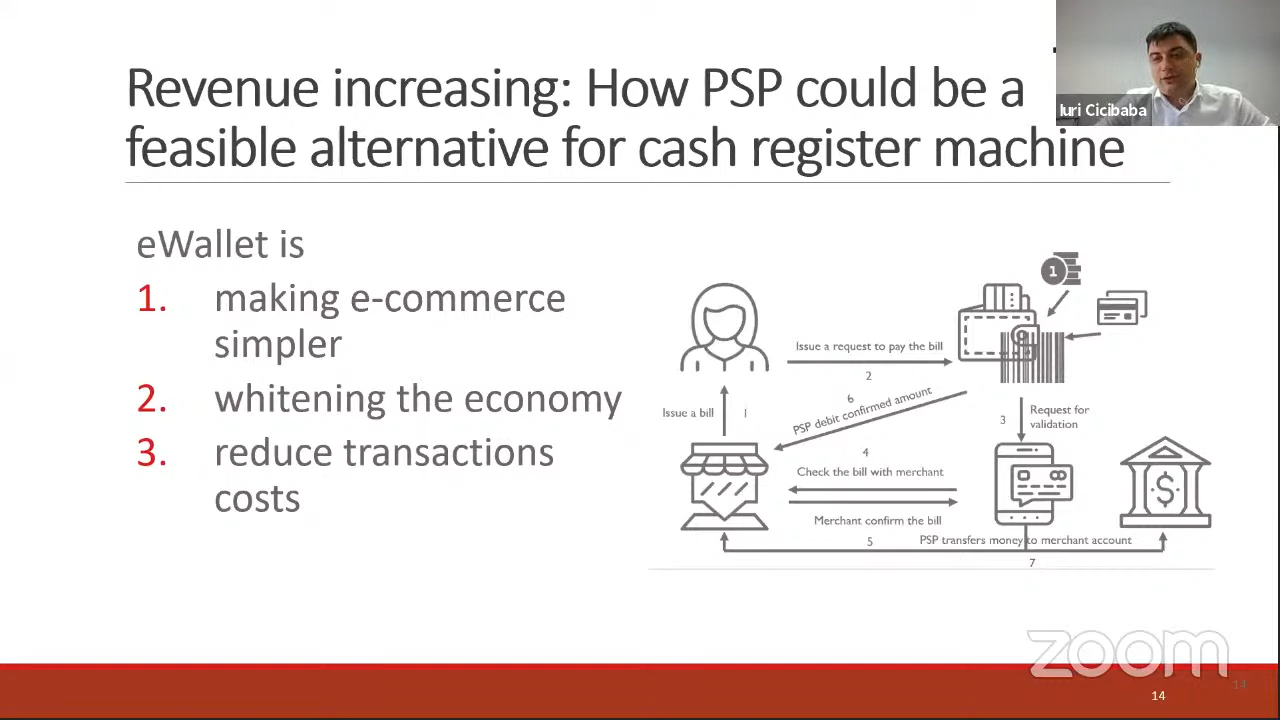 Revenue increasing: How PSP could be a
feasible alternative for cash register machine
Iuri Cicibaba
eWallet is
1. making e-commerce
simpler
2. whitening the economy
3. reduce transactions
costs
1
Issue a request to pay the bill
2
6
PSP debit confirmed amount
Issue a bill
1
3
Request for
validation
4
Check the bill with merchant
$
Merchant confirm the bill
5
PSP transfers money to merchant account
7
zoom
14
14